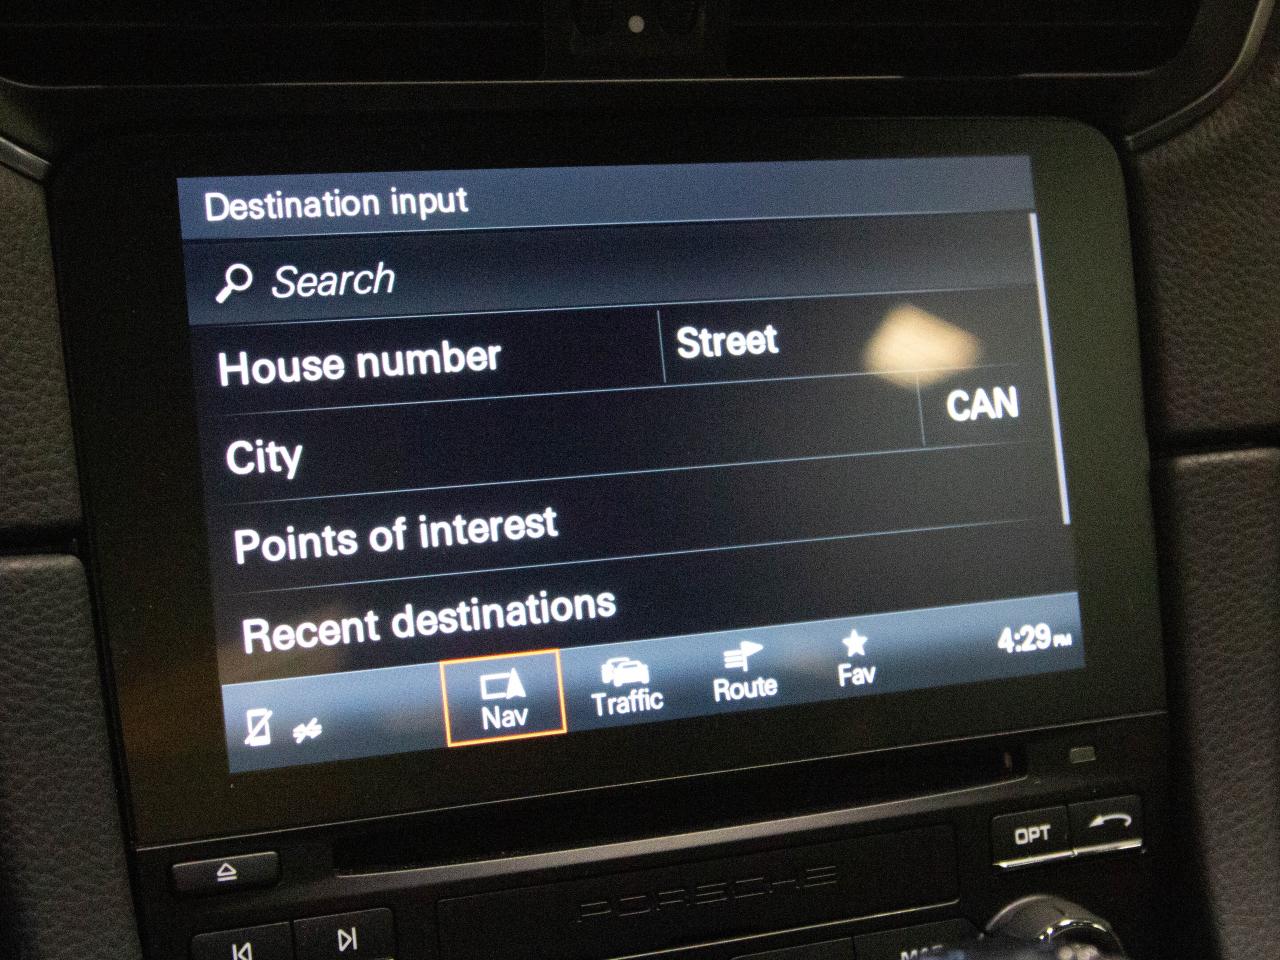 Destination input
Search
House number Street
City CAN
Points of interest
Recent destinations
Nav Traffic Route Fav 4:29 PM
OPT
PORSCHE